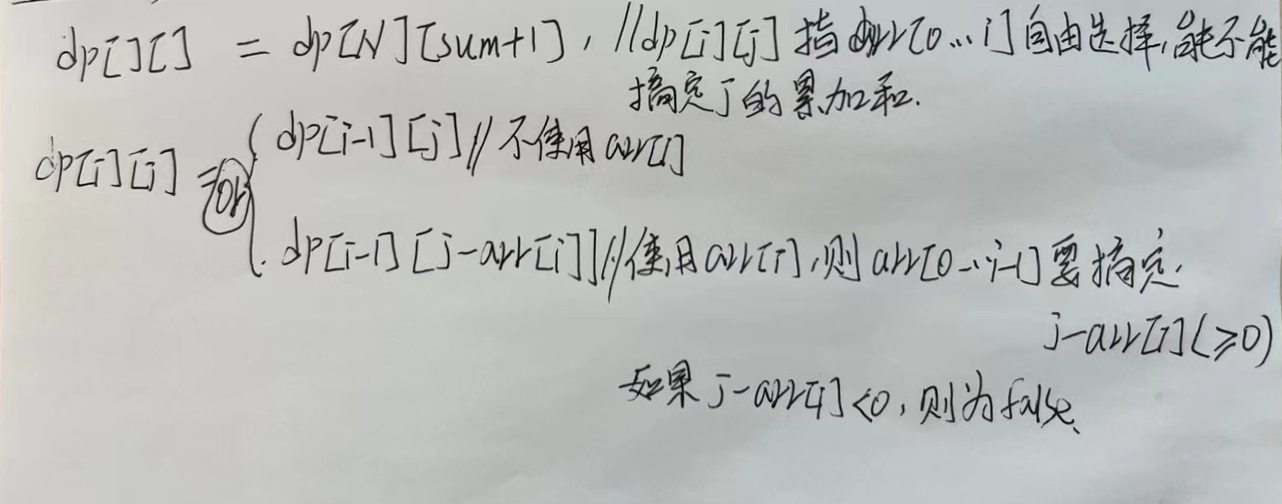 dp[][] = dp[N][sum+1], //dp[i][j] 指 arr[0...i] 自由选择,能不能
搞定j的累加和.
dp[i-1][j] // 不使用 arr[i]
dp[i][j] = or
dp[i-1][j-arr[i]] // 使用 arr[i],则 arr[0...i-1] 要搞定.
j-arr[i](≥0)
如果 j-arr[i]<0,则为 false、